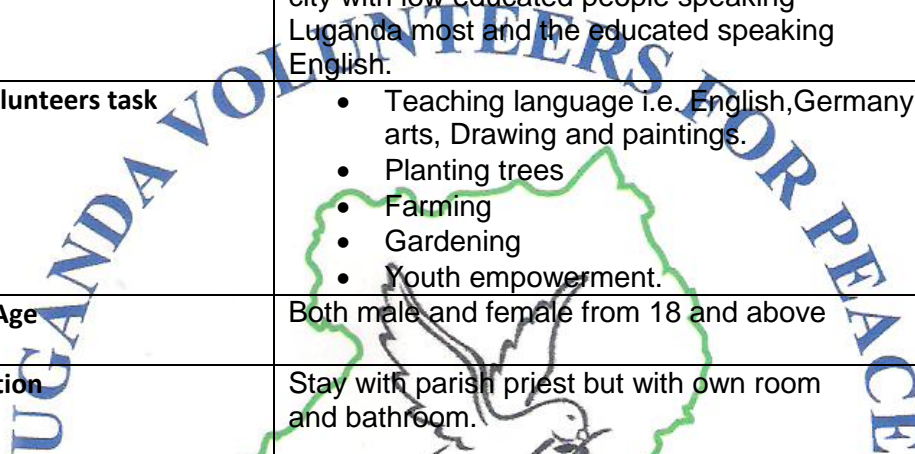 city with low educated people speaking
Luganda most and the educated speaking
English.
lunteers task
• Teaching language i.e. English,Germany
arts, Drawing and paintings.
• Planting trees
• Farming
• Gardening
• Youth empowerment.
Age
Both male and female from 18 and above
tion
Stay with parish priest but with own room
and bathroom.
UGANDA VOLUNTEERS FOR PEACE